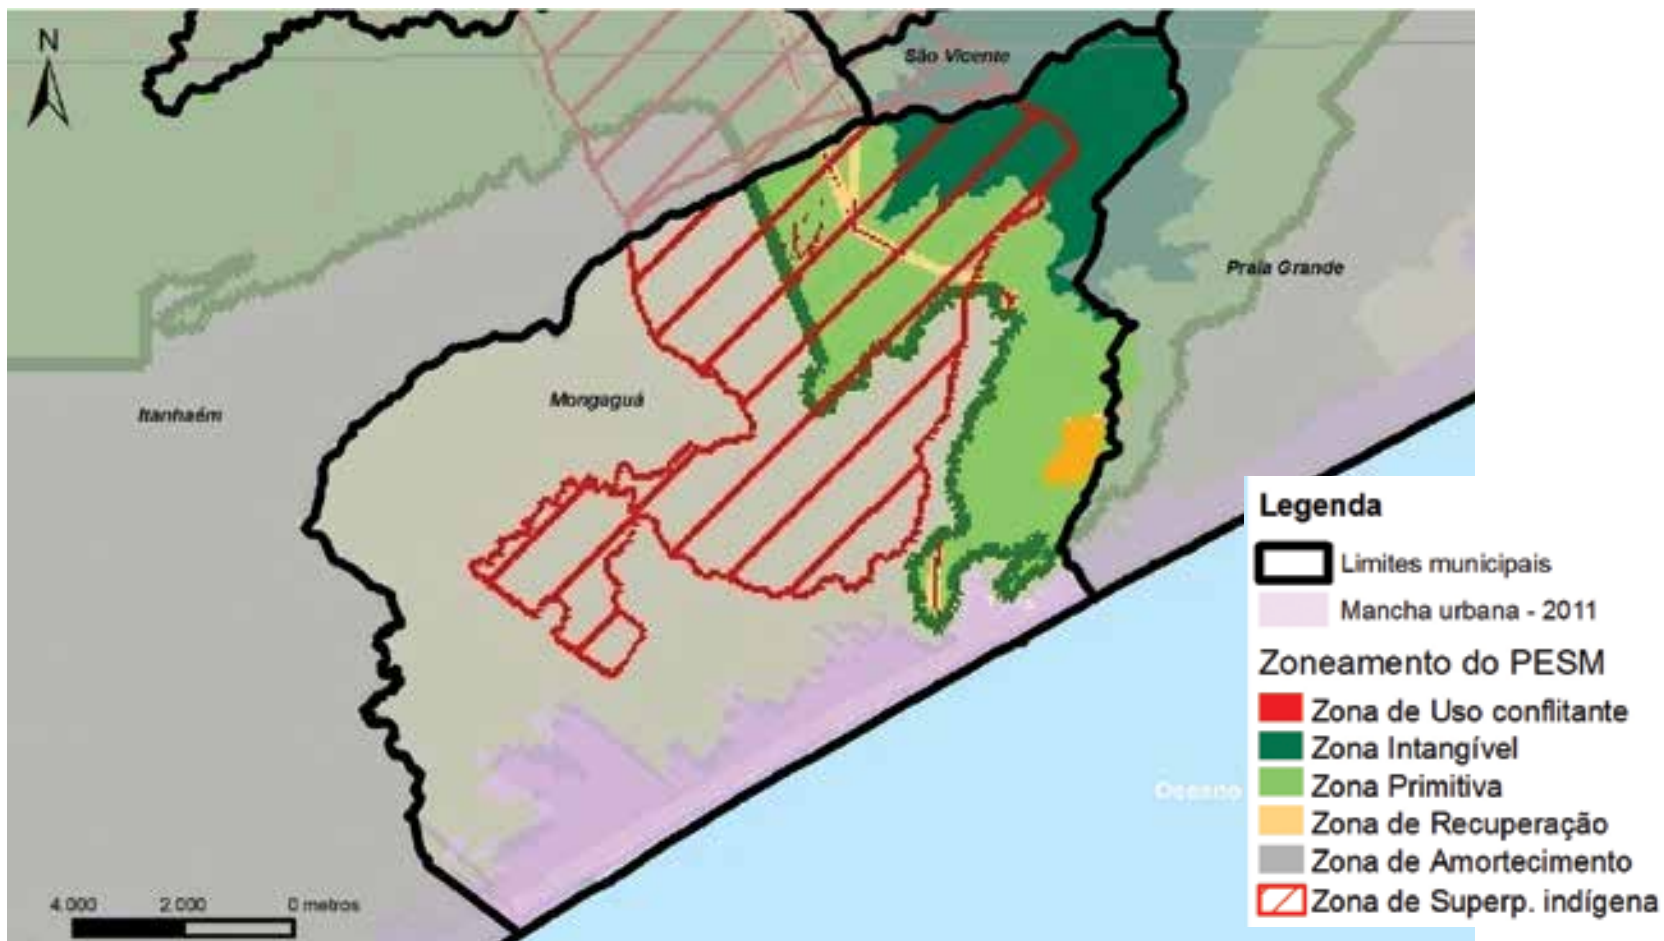 N
São Vicente
Praia Grande
Mongaguá
Itanhaém
Oceano
Legenda
Limites municipais
Mancha urbana - 2011
Zoneamento do PESM
Zona de Uso conflitante
Zona Intangível
Zona Primitiva
Zona de Recuperação
Zona de Amortecimento
Zona de Superp. indígena
4.000 2.000 0 metros